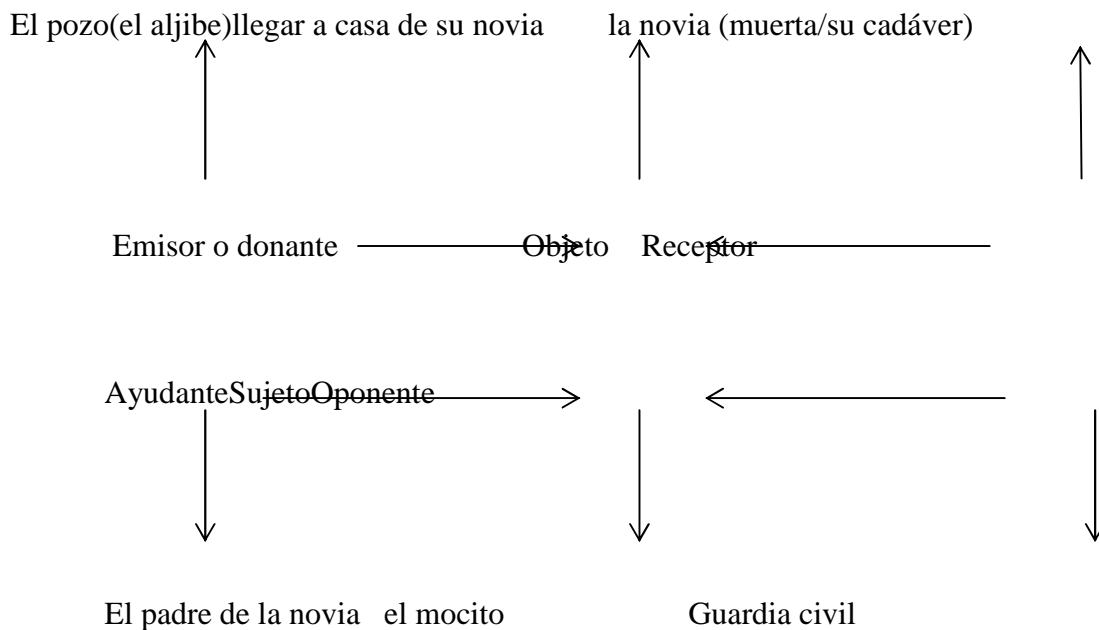 El pozo(el aljibe)llegar a casa de su novia la novia (muerta/su cadáver)
Emisor o donante Objeto Receptor
AyudanteSujetoOponente
El padre de la novia el mocito Guardia civil